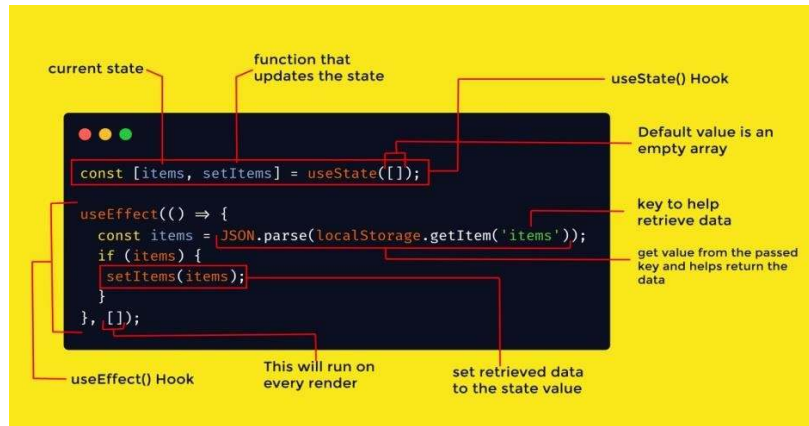 current state
function that
updates the state
useState() Hook
Default value is an
empty array
const [items, setItems] = useState([]);
key to help
retrieve data
useEffect(() ⇒ {
const items = JSON.parse(localStorage.getItem('items'));
get value from the passed
key and helps return the
data
if (items) {
setItems(items);
}
}, []);
useEffect() Hook
This will run on
every render
set retrieved data
to the state value